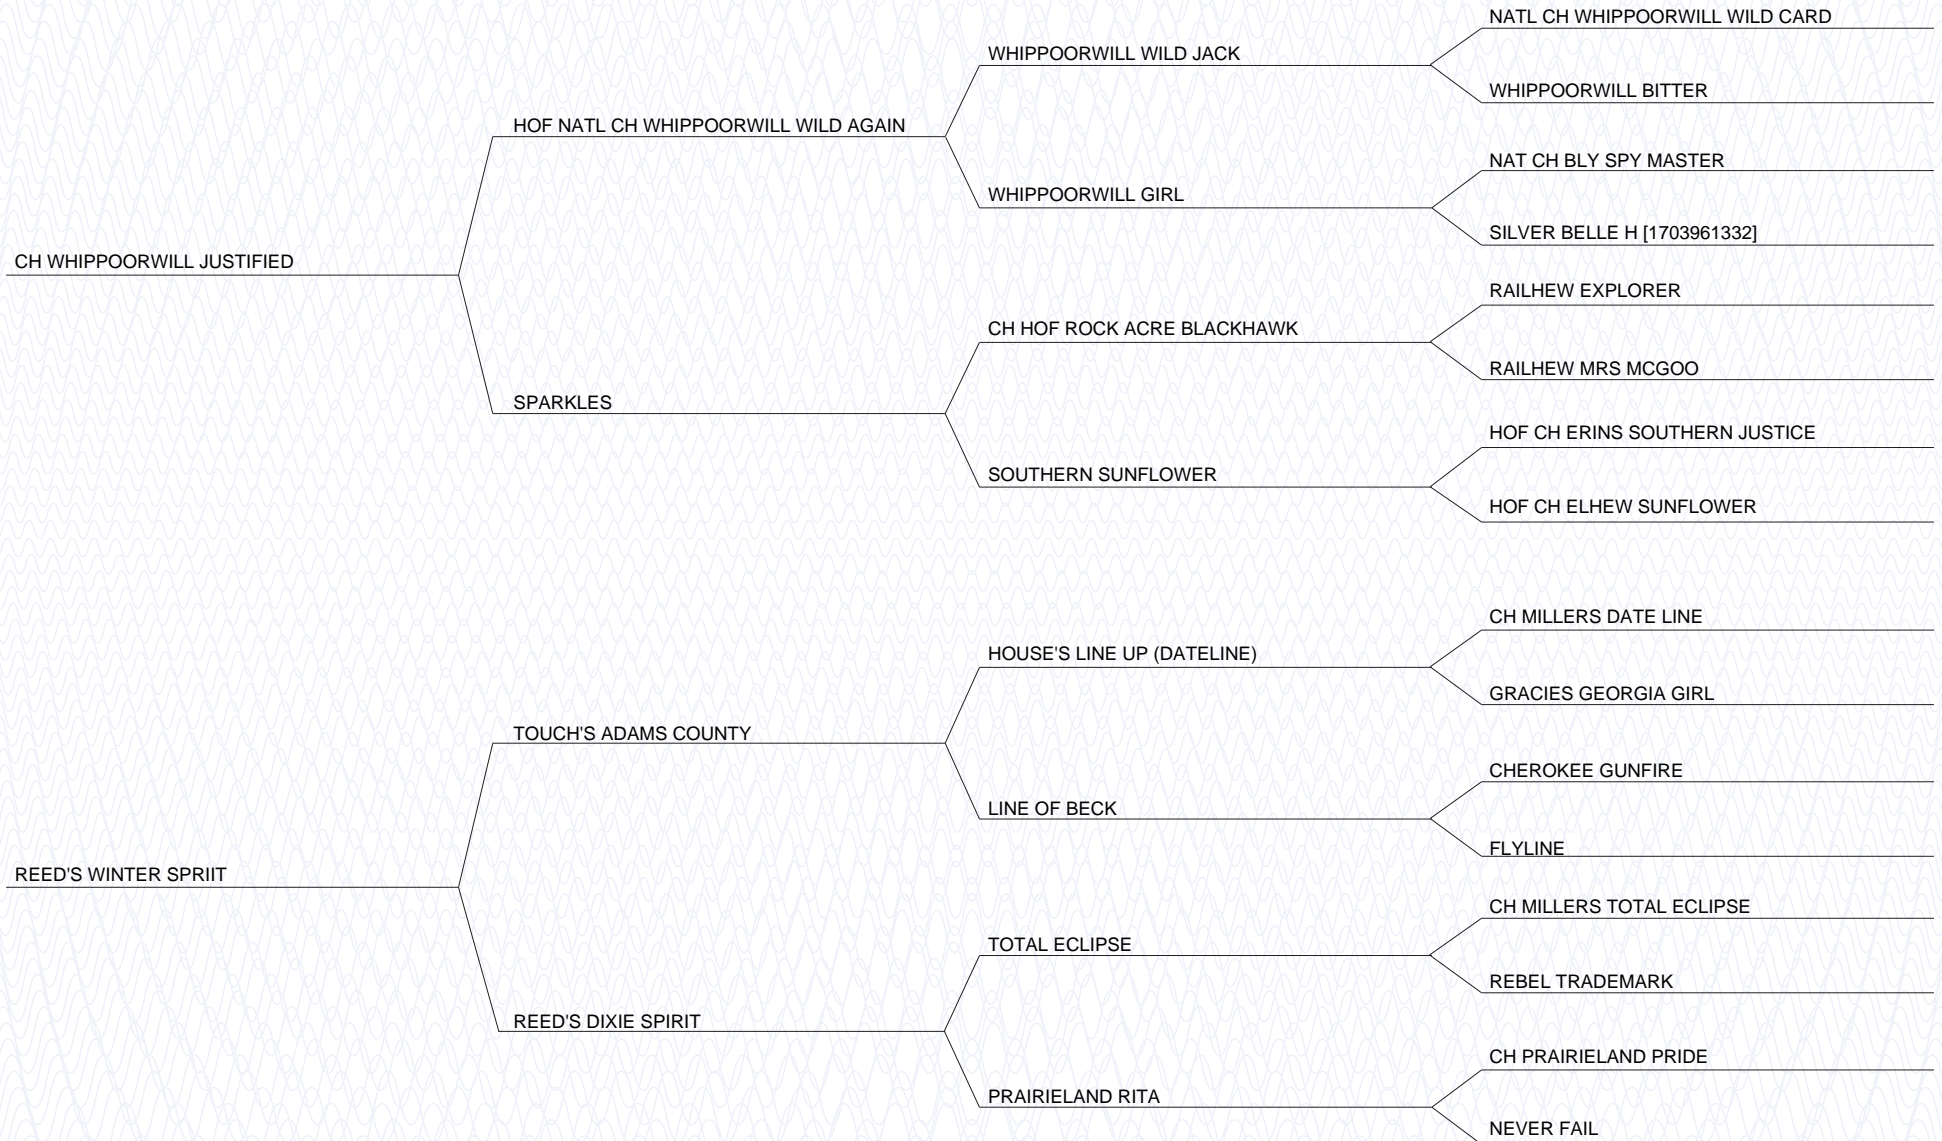 NATL CH WHIPPOORWILL WILD CARD
WHIPPOORWILL WILD JACK
WHIPPOORWILL BITTER
HOF NATL CH WHIPPOORWILL WILD AGAIN
NAT CH BLY SPY MASTER
WHIPPOORWILL GIRL
SILVER BELLE H [1703961332]
CH WHIPPOORWILL JUSTIFIED
RAILHEW EXPLORER
CH HOF ROCK ACRE BLACKHAWK
RAILHEW MRS MCGOO
SPARKLES
HOF CH ERINS SOUTHERN JUSTICE
SOUTHERN SUNFLOWER
HOF CH ELHEW SUNFLOWER
CH MILLERS DATE LINE
HOUSE'S LINE UP (DATELINE)
GRACIES GEORGIA GIRL
TOUCH'S ADAMS COUNTY
CHEROKEE GUNFIRE
LINE OF BECK
FLYLINE
REED'S WINTER SPRIIT
CH MILLERS TOTAL ECLIPSE
TOTAL ECLIPSE
REBEL TRADEMARK
REED'S DIXIE SPIRIT
CH PRAIRIELAND PRIDE
PRAIRIELAND RITA
NEVER FAIL